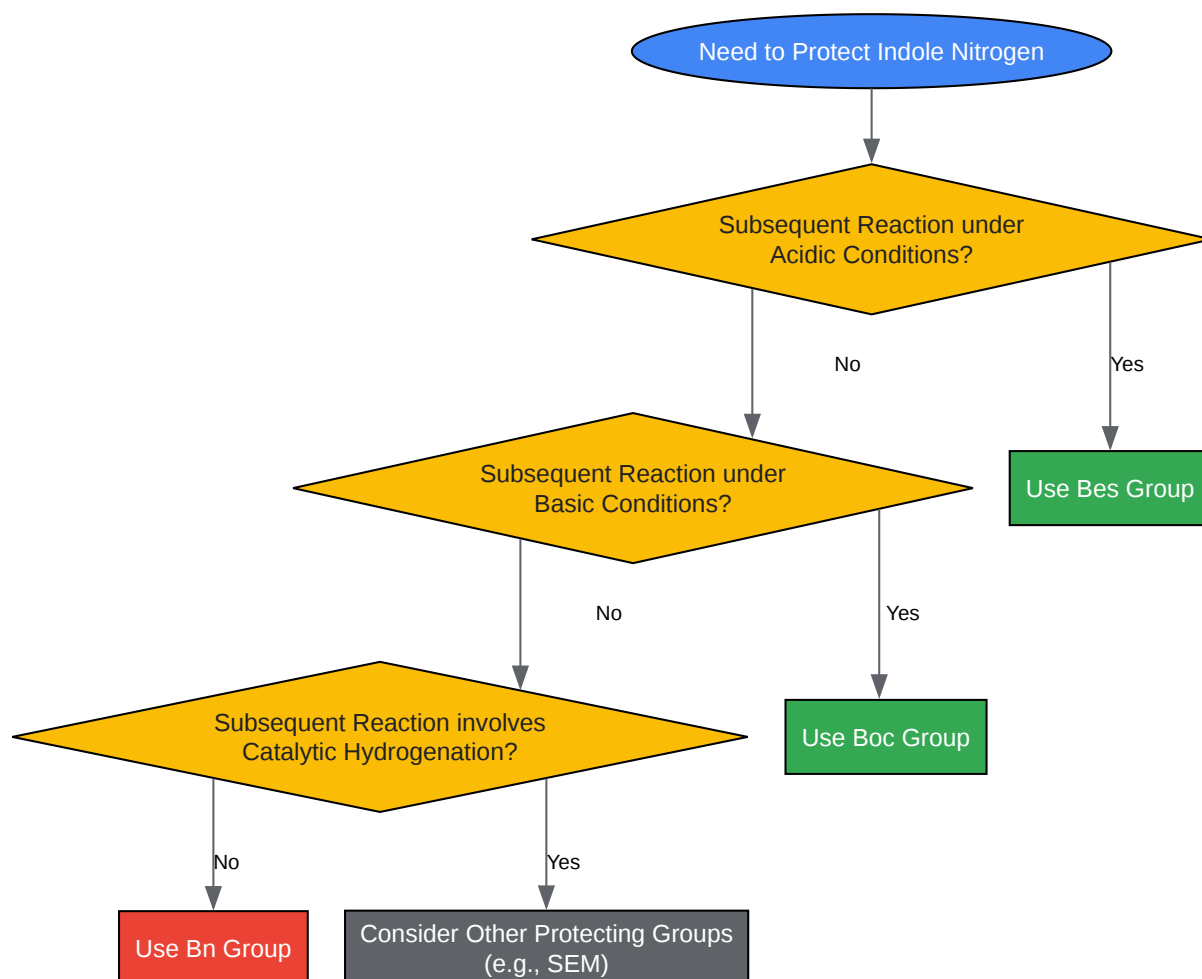 Need to Protect Indole Nitrogen
Subsequent Reaction under
Acidic Conditions?
No
Yes
Subsequent Reaction under
Basic Conditions?
Use Bes Group
No
Yes
Subsequent Reaction involves
Catalytic Hydrogenation?
Use Boc Group
No
Yes
Use Bn Group
Consider Other Protecting Groups
(e.g., SEM)